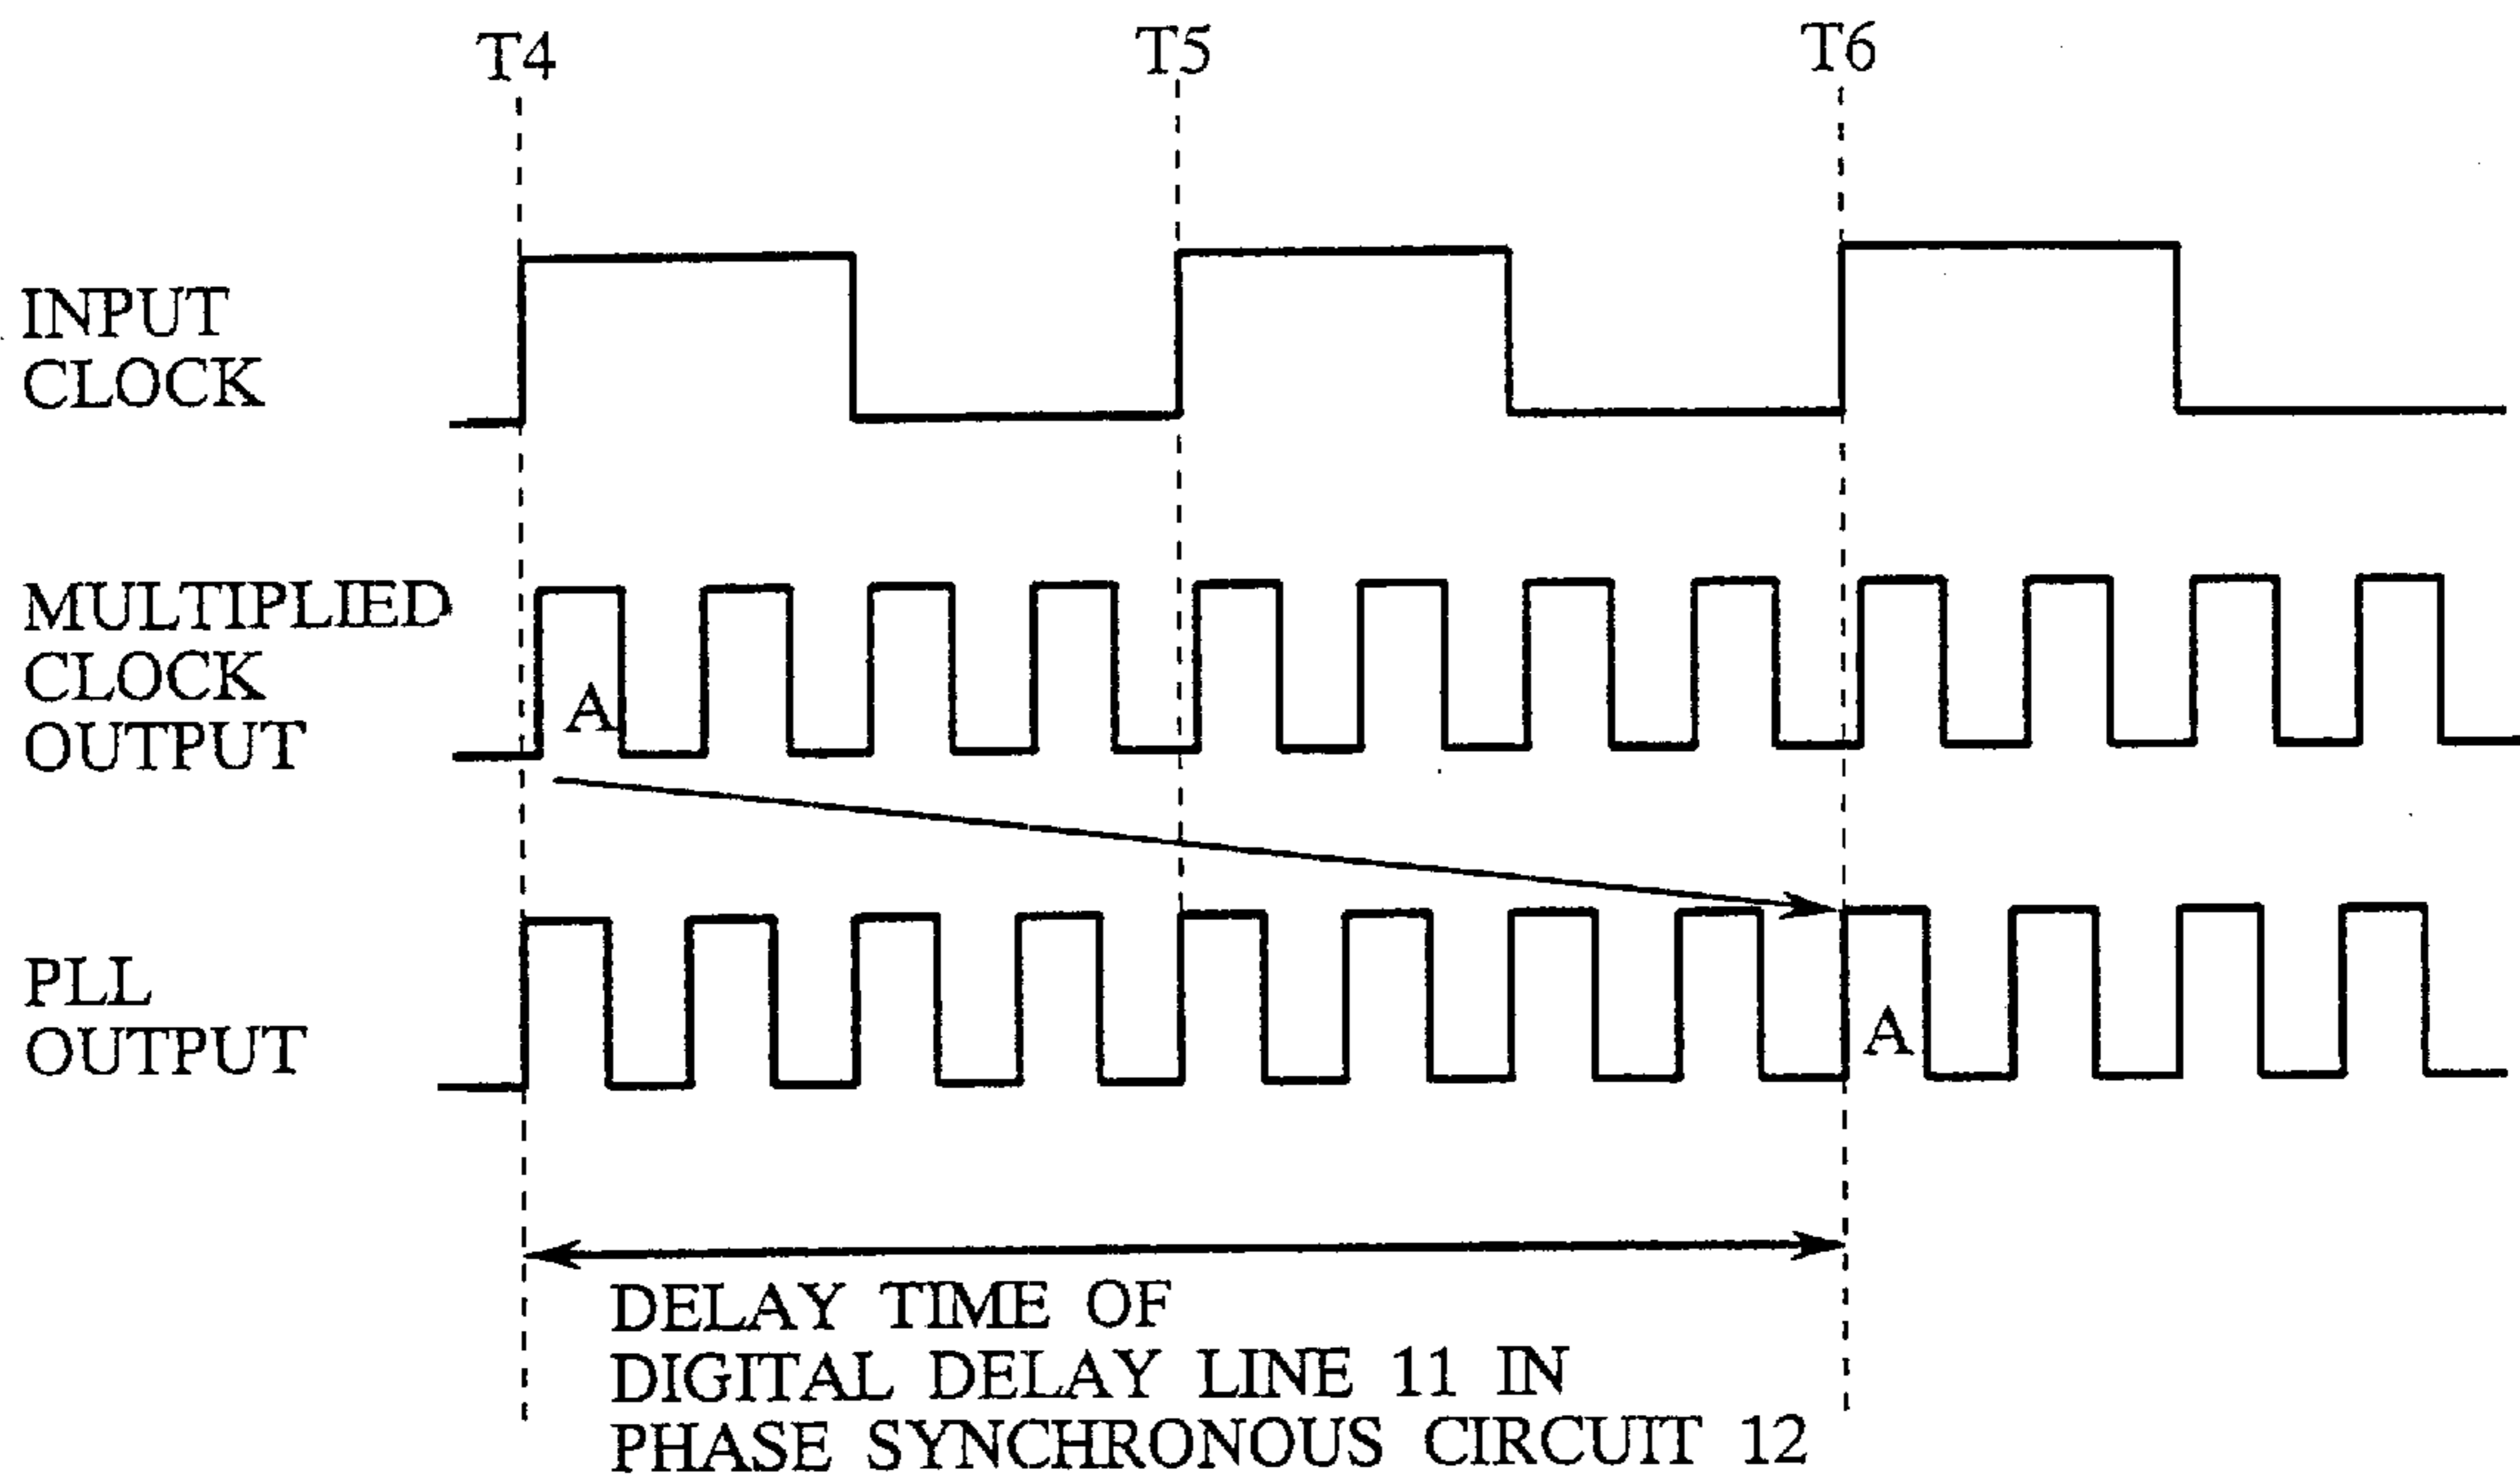 T4
T5
T6
INPUT
CLOCK
MULTIPLIED
CLOCK
OUTPUT
A
PLL
OUTPUT
A
DELAY TIME OF
DIGITAL DELAY LINE 11 IN
PHASE SYNCHRONOUS CIRCUIT 12